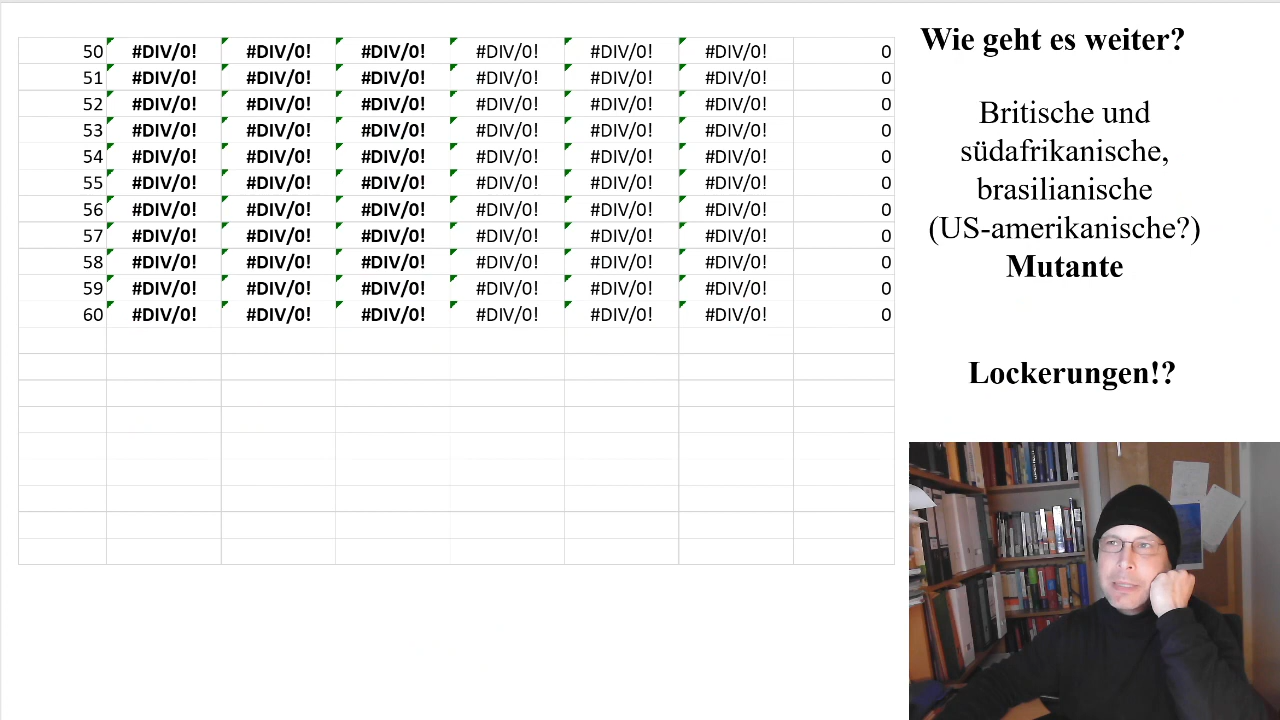 50 #DIV/0! #DIV/0! #DIV/0! #DIV/0! #DIV/0! #DIV/0! 0
51 #DIV/0! #DIV/0! #DIV/0! #DIV/0! #DIV/0! #DIV/0! 0
52 #DIV/0! #DIV/0! #DIV/0! #DIV/0! #DIV/0! #DIV/0! 0
53 #DIV/0! #DIV/0! #DIV/0! #DIV/0! #DIV/0! #DIV/0! 0
54 #DIV/0! #DIV/0! #DIV/0! #DIV/0! #DIV/0! #DIV/0! 0
55 #DIV/0! #DIV/0! #DIV/0! #DIV/0! #DIV/0! #DIV/0! 0
56 #DIV/0! #DIV/0! #DIV/0! #DIV/0! #DIV/0! #DIV/0! 0
57 #DIV/0! #DIV/0! #DIV/0! #DIV/0! #DIV/0! #DIV/0! 0
58 #DIV/0! #DIV/0! #DIV/0! #DIV/0! #DIV/0! #DIV/0! 0
59 #DIV/0! #DIV/0! #DIV/0! #DIV/0! #DIV/0! #DIV/0! 0
60 #DIV/0! #DIV/0! #DIV/0! #DIV/0! #DIV/0! #DIV/0! 0
Wie geht es weiter?
Britische und
südafrikanische,
brasilianische
(US-amerikanische?)
Mutante
Lockerungen!?